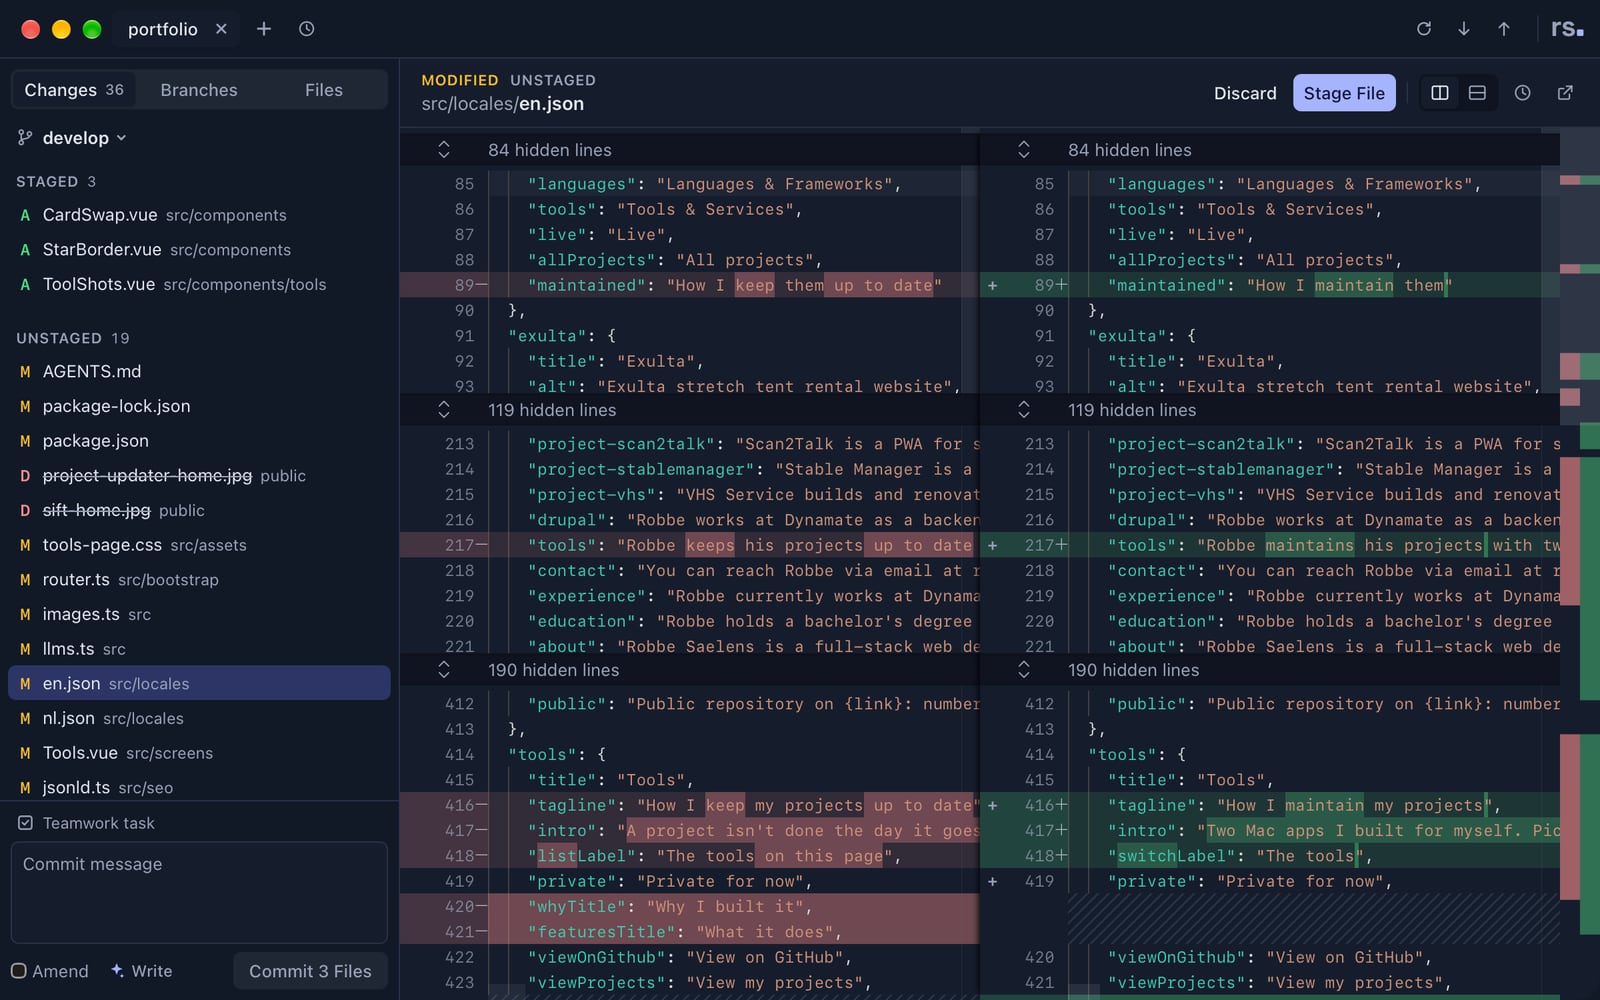 portfolio
rs.
Changes 36
Branches
Files
develop
STAGED 3
A CardSwap.vue src/components
A StarBorder.vue src/components
A ToolShots.vue src/components/tools
UNSTAGED 19
M AGENTS.md
M package-lock.json
M package.json
D project-updater-home.jpg public
D sift-home.jpg public
M tools-page.css src/assets
M router.ts src/bootstrap
M images.ts src
M llms.ts src
M en.json src/locales
M nl.json src/locales
M Tools.vue src/screens
M jsonld.ts src/seo
Teamwork task
Commit message
Amend
Write
Commit 3 Files
MODIFIED UNSTAGED
src/locales/en.json
Discard
Stage File
84 hidden lines
85 "languages": "Languages & Frameworks",
86 "tools": "Tools & Services",
87 "live": "Live",
88 "allProjects": "All projects",
89− "maintained": "How I keep them up to date"
90 },
91 "exulta": {
92 "title": "Exulta",
93 "alt": "Exulta stretch tent rental website",
119 hidden lines
213 "project-scan2talk": "Scan2Talk is a PWA for s
214 "project-stablemanager": "Stable Manager is a
215 "project-vhs": "VHS Service builds and renovat
216 "drupal": "Robbe works at Dynamate as a backen
217− "tools": "Robbe keeps his projects up to date
218 "contact": "You can reach Robbe via email at r
219 "experience": "Robbe currently works at Dynama
220 "education": "Robbe holds a bachelor's degree
221 "about": "Robbe Saelens is a full-stack web de
190 hidden lines
412 "public": "Public repository on {link}: number
413 },
414 "tools": {
415 "title": "Tools",
416− "tagline": "How I keep my projects up to date"
417− "intro": "A project isn't done the day it goes
418− "listLabel": "The tools on this page",
419 "private": "Private for now",
420− "whyTitle": "Why I built it",
421− "featuresTitle": "What it does",
422 "viewOnGithub": "View on GitHub",
423 "viewProjects": "View my projects",
84 hidden lines
85 "languages": "Languages & Frameworks",
86 "tools": "Tools & Services",
87 "live": "Live",
88 "allProjects": "All projects",
+ 89+ "maintained": "How I maintain them"
90 },
91 "exulta": {
92 "title": "Exulta",
93 "alt": "Exulta stretch tent rental website",
119 hidden lines
213 "project-scan2talk": "Scan2Talk is a PWA for s
214 "project-stablemanager": "Stable Manager is a
215 "project-vhs": "VHS Service builds and renovat
216 "drupal": "Robbe works at Dynamate as a backen
+ 217+ "tools": "Robbe maintains his projects with tw
218 "contact": "You can reach Robbe via email at r
219 "experience": "Robbe currently works at Dynama
220 "education": "Robbe holds a bachelor's degree
221 "about": "Robbe Saelens is a full-stack web de
190 hidden lines
412 "public": "Public repository on {link}: number
413 },
414 "tools": {
415 "title": "Tools",
+ 416+ "tagline": "How I maintain my projects",
417+ "intro": "Two Mac apps I built for myself. Pic
418+ "switchLabel": "The tools",
+ 419 "private": "Private for now",
420 "viewOnGithub": "View on GitHub",
421 "viewProjects": "View my projects",